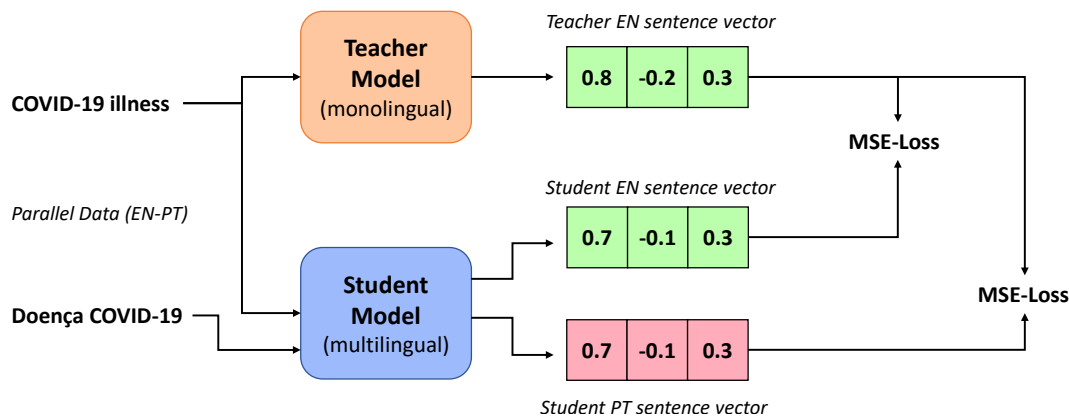 Teacher EN sentence vector
Teacher
Model
(monolingual)
0.8 -0.2 0.3
COVID-19 illness
MSE-Loss
Student EN sentence vector
Parallel Data (EN-PT)
0.7 -0.1 0.3
Student
Model
(multilingual)
MSE-Loss
Doença COVID-19
0.7 -0.1 0.3
Student PT sentence vector